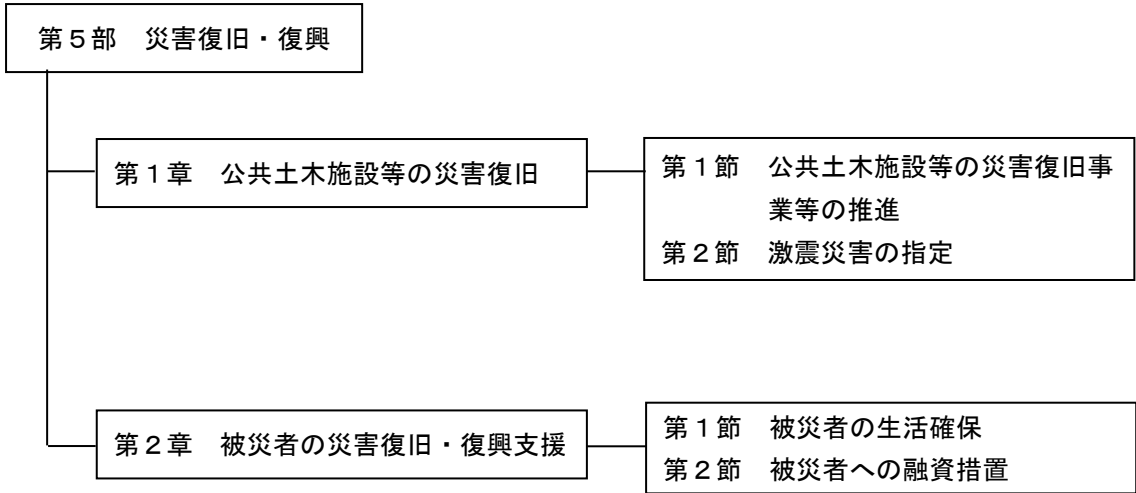 第５部　災害復旧・復興
第１章　公共土木施設等の災害復旧
第１節　公共土木施設等の災害復旧事
業等の推進
第２節　激震災害の指定
第２章　被災者の災害復旧・復興支援
第１節　被災者の生活確保
第２節　被災者への融資措置